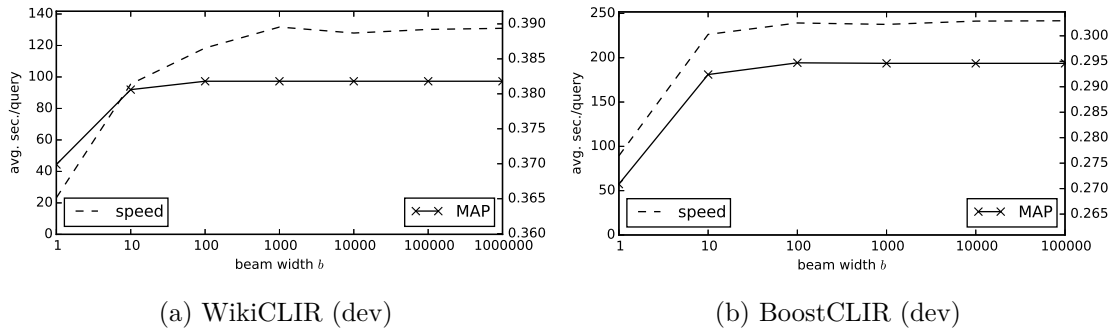 140
120
100
80
60
40
20
0
avg. sec./query
0.390
0.385
0.380
0.375
0.370
0.365
0.360
speed
MAP
1 10 100 1000 10000 100000 1000000
beam width b
(a) WikiCLIR (dev)
250
200
150
100
50
0
avg. sec./query
0.300
0.295
0.290
0.285
0.280
0.275
0.270
0.265
speed
MAP
1 10 100 1000 10000 100000
beam width b
(b) BoostCLIR (dev)